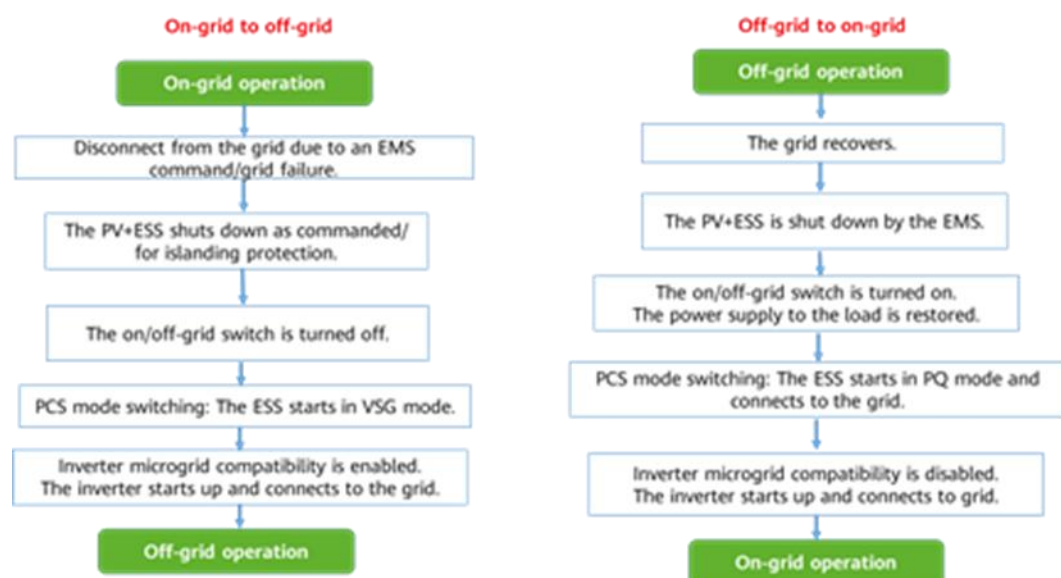 On-grid to off-grid
On-grid operation
Disconnect from the grid due to an EMS
command/grid failure.
The PV+ESS shuts down as commanded/
for islanding protection.
The on/off-grid switch is turned off.
PCS mode switching: The ESS starts in VSG mode.
Inverter microgrid compatibility is enabled.
The inverter starts up and connects to the grid.
Off-grid operation
Off-grid to on-grid
Off-grid operation
The grid recovers.
The PV+ESS is shut down by the EMS.
The on/off-grid switch is turned on.
The power supply to the load is restored.
PCS mode switching: The ESS starts in PQ mode and
connects to the grid.
Inverter microgrid compatibility is disabled.
The inverter starts up and connects to grid.
On-grid operation